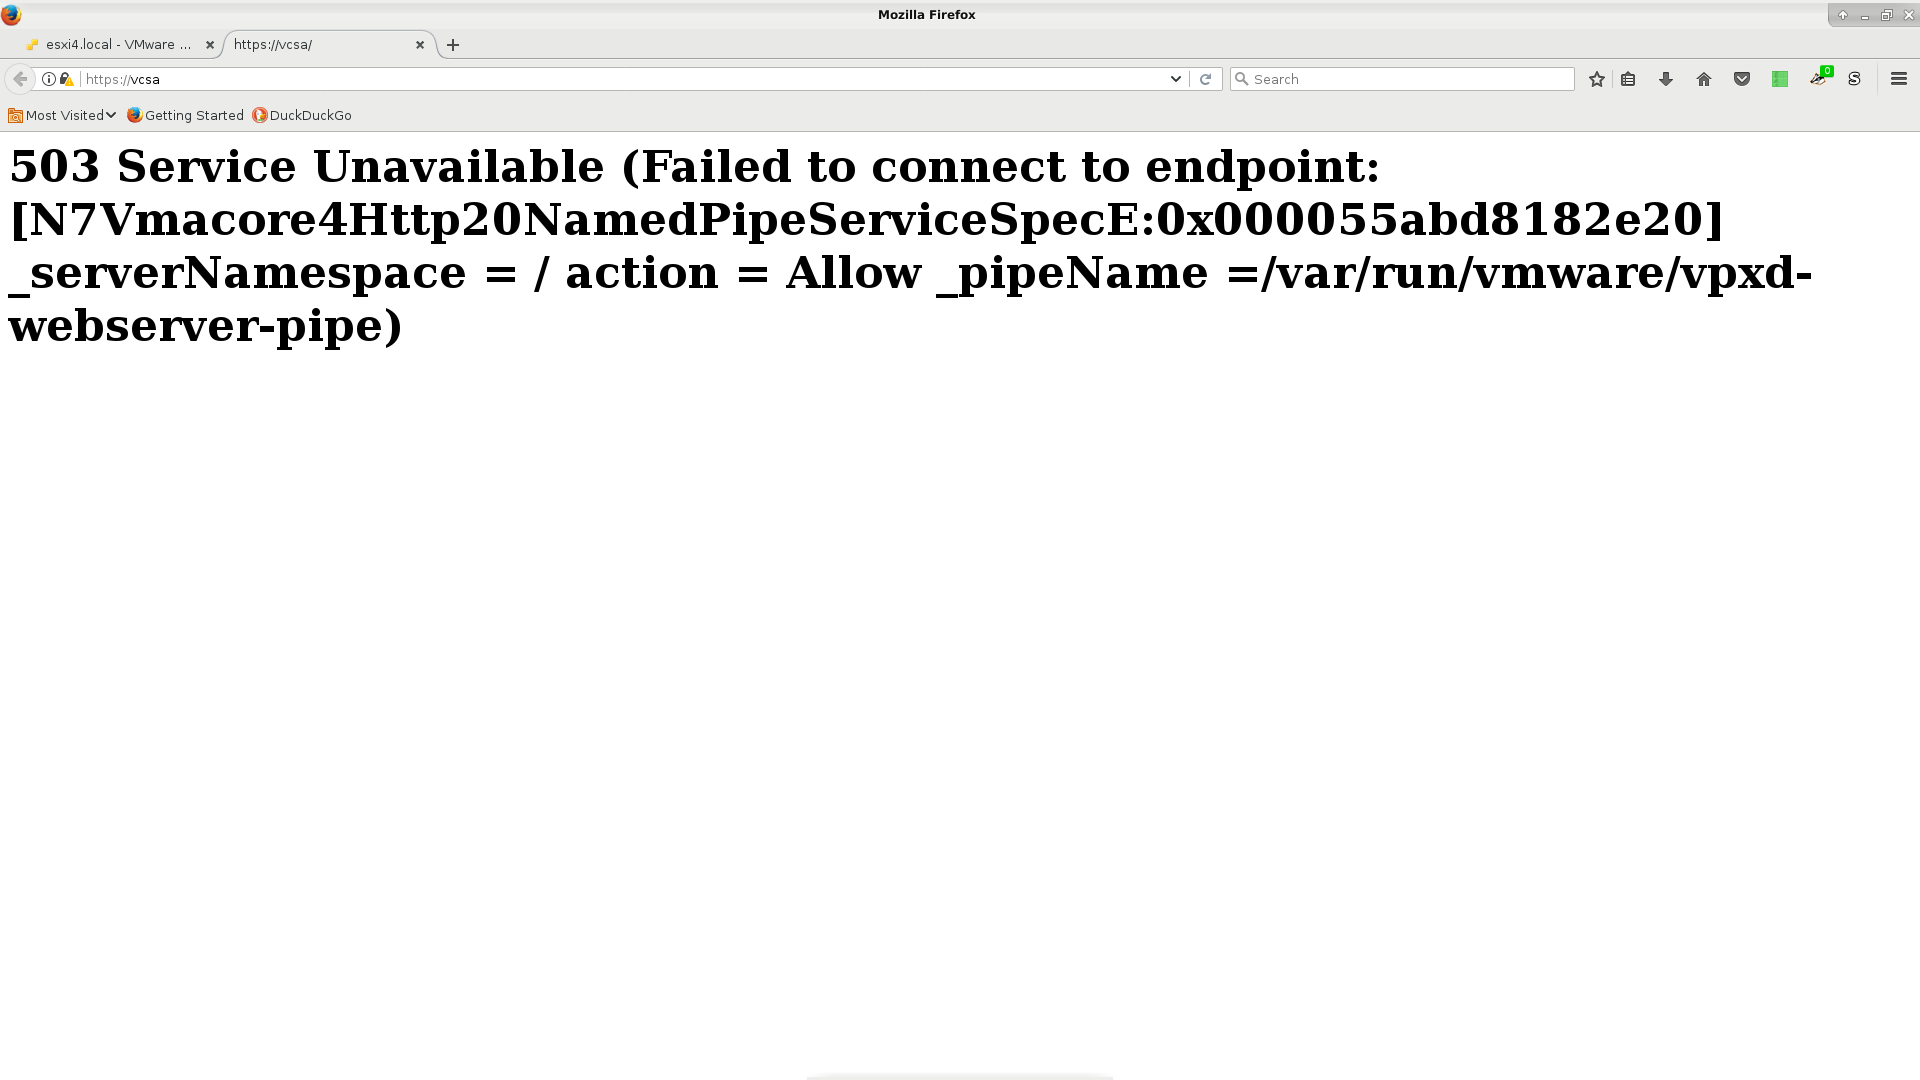 Mozilla Firefox
esxi4.local - VMware ...
https://vcsa/
https://vcsa
Search
0
S
Most Visited
Getting Started
DuckDuckGo
503 Service Unavailable (Failed to connect to endpoint:
[N7Vmacore4Http20NamedPipeServiceSpecE:0x000055abd8182e20]
_serverNamespace = / action = Allow _pipeName =/var/run/vmware/vpxd-
webserver-pipe)